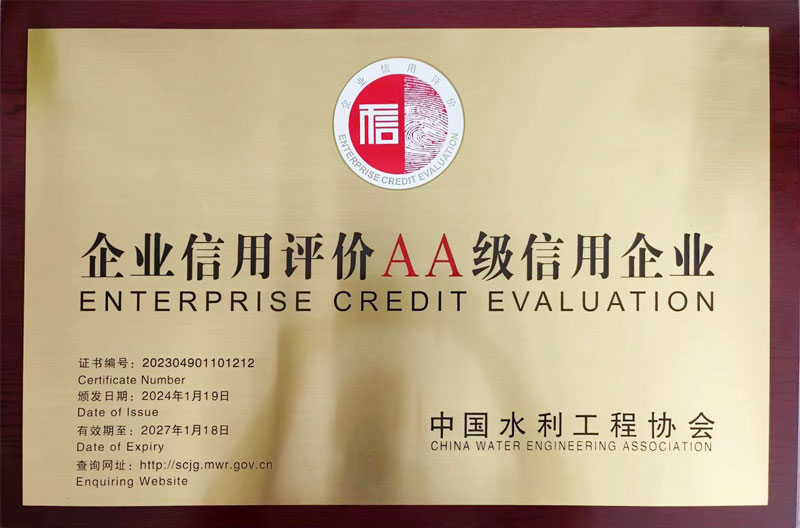 企业信用评价
信
ENTERPRISE CREDIT EVALUATION
企业信用评价AA级信用企业
ENTERPRISE CREDIT EVALUATION
证书编号：202304901101212
Certificate Number
颁发日期：2024年1月19日
Date of Issue
有效期至：2027年1月18日
Date of Expiry
查询网址：http://scjg.mwr.gov.cn
Enquiring Website
中国水利工程协会
CHINA WATER ENGINEERING ASSOCIATION